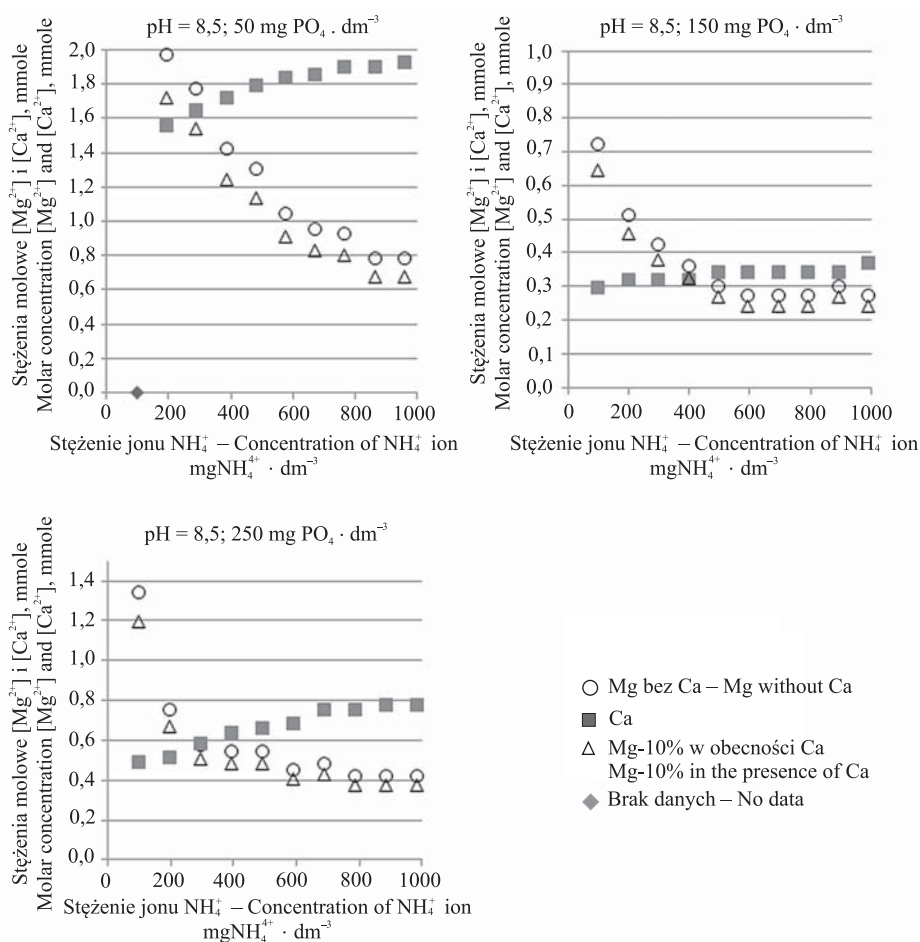 pH = 8,5; 50 mg PO₄ . dm⁻³
Stężenia molowe [Mg²⁺] i [Ca²⁺], mmole
Molar concentration [Mg²⁺] and [Ca²⁺], mmole
2,0
1,8
1,6
1,4
1,2
1,0
0,8
0,6
0,4
0,2
0,0
0 200 400 600 800 1000
Stężenie jonu NH₄⁺ – Concentration of NH₄⁺ ion
mgNH₄⁴⁺ · dm⁻³
pH = 8,5; 150 mg PO₄ · dm⁻³
Stężenia molowe [Mg²⁺] i [Ca²⁺], mmole
Molar concentration [Mg²⁺] and [Ca²⁺], mmole
1,0
0,9
0,8
0,7
0,6
0,5
0,4
0,3
0,2
0,1
0,0
0 200 400 600 800 1000
Stężenie jonu NH₄⁺ – Concentration of NH₄⁺ ion
mgNH₄⁴⁺ · dm⁻³
pH = 8,5; 250 mg PO₄ · dm⁻³
Stężenia molowe [Mg²⁺] i [Ca²⁺], mmole
Molar concentration [Mg²⁺] and [Ca²⁺], mmole
1,4
1,2
1,0
0,8
0,6
0,4
0,2
0,0
0 200 400 600 800 1000
Stężenie jonu NH₄⁺ – Concentration of NH₄⁺ ion
mgNH₄⁴⁺ · dm⁻³
Mg bez Ca – Mg without Ca
Ca
Mg-10% w obecności Ca
Mg-10% in the presence of Ca
Brak danych – No data